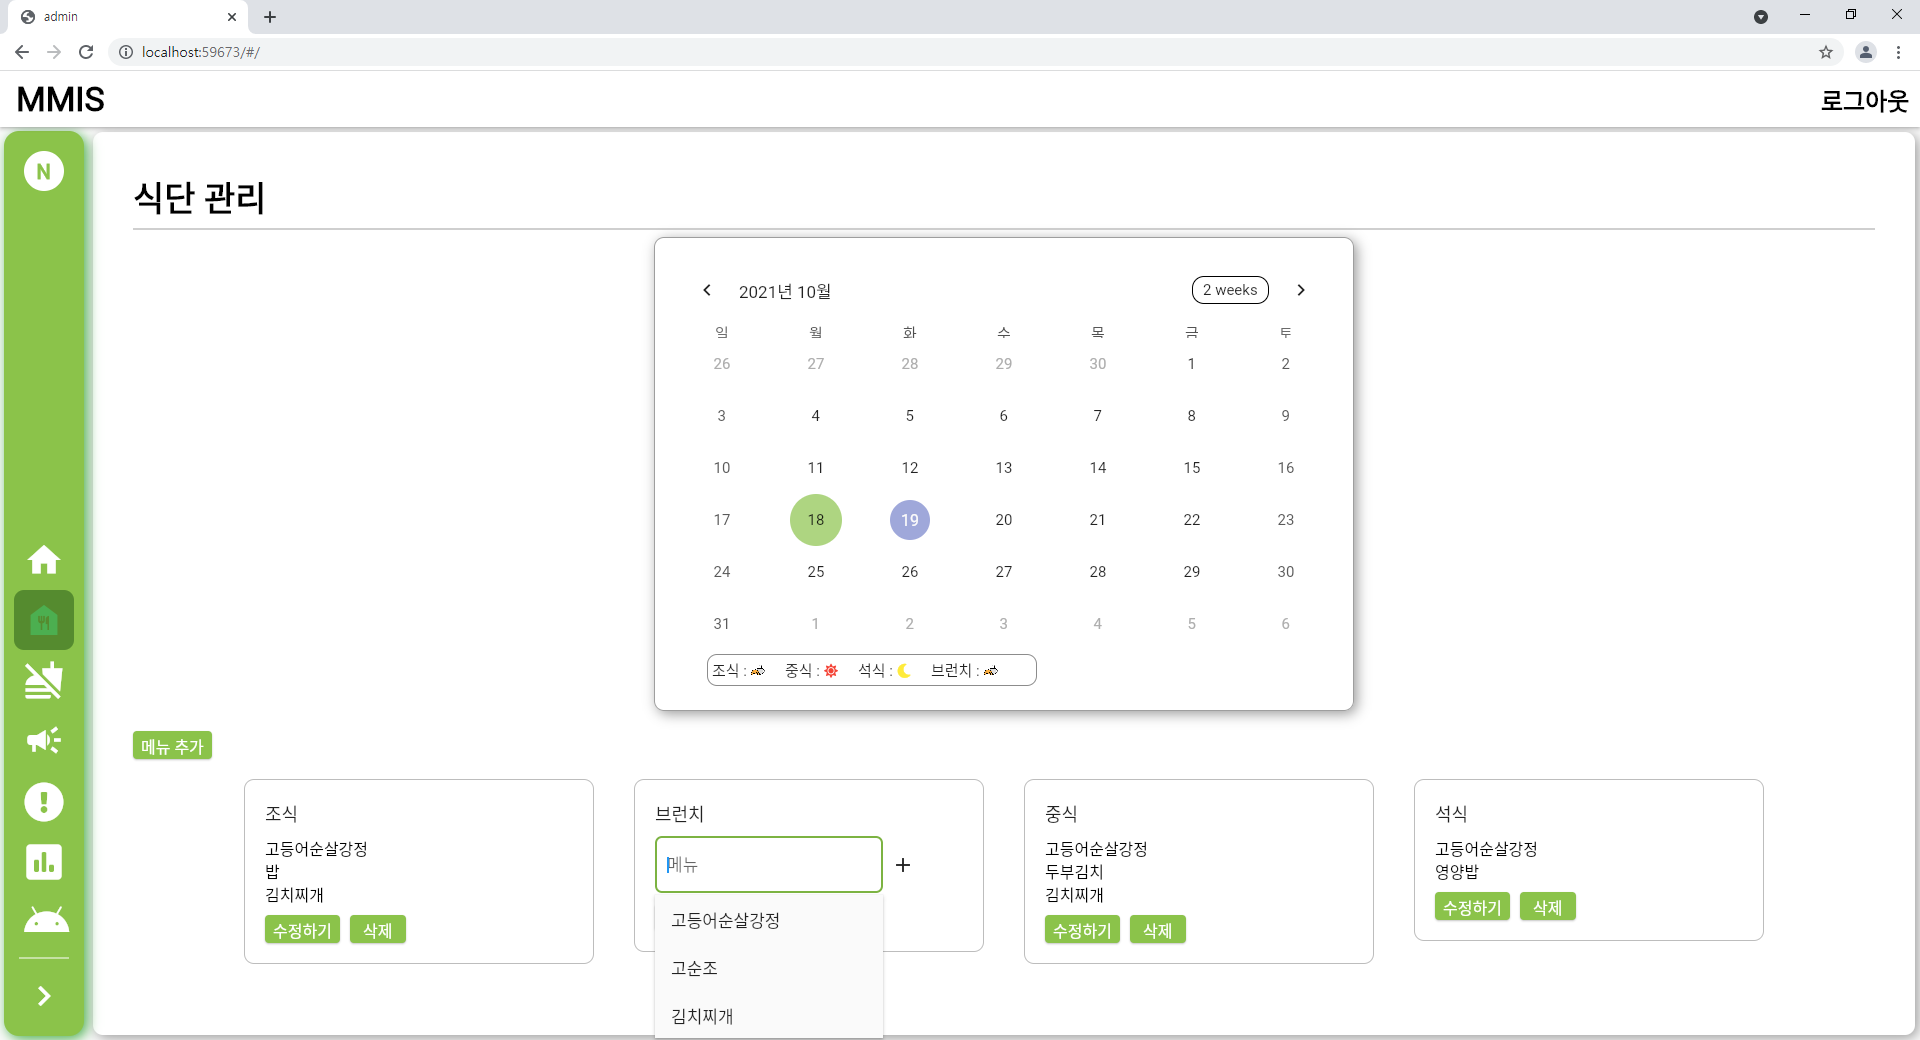 admin
localhost:59673/#/
MMIS
로그아웃
N
식단 관리
2021년 10월
2 weeks
일 월 화 수 목 금 토
26 27 28 29 30 1 2
3 4 5 6 7 8 9
10 11 12 13 14 15 16
17 18 19 20 21 22 23
24 25 26 27 28 29 30
31 1 2 3 4 5 6
조식 : 중식 : 석식 : 브런치 :
메뉴 추가
조식
고등어순살강정
밥
김치찌개
수정하기 삭제
브런치
메뉴
고등어순살강정
고순조
김치찌개
중식
고등어순살강정
두부김치
김치찌개
수정하기 삭제
석식
고등어순살강정
영양밥
수정하기 삭제